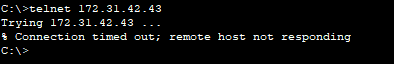 C:\>telnet 172.31.42.43
Trying 172.31.42.43 ...
% Connection timed out; remote host not responding
C:\>